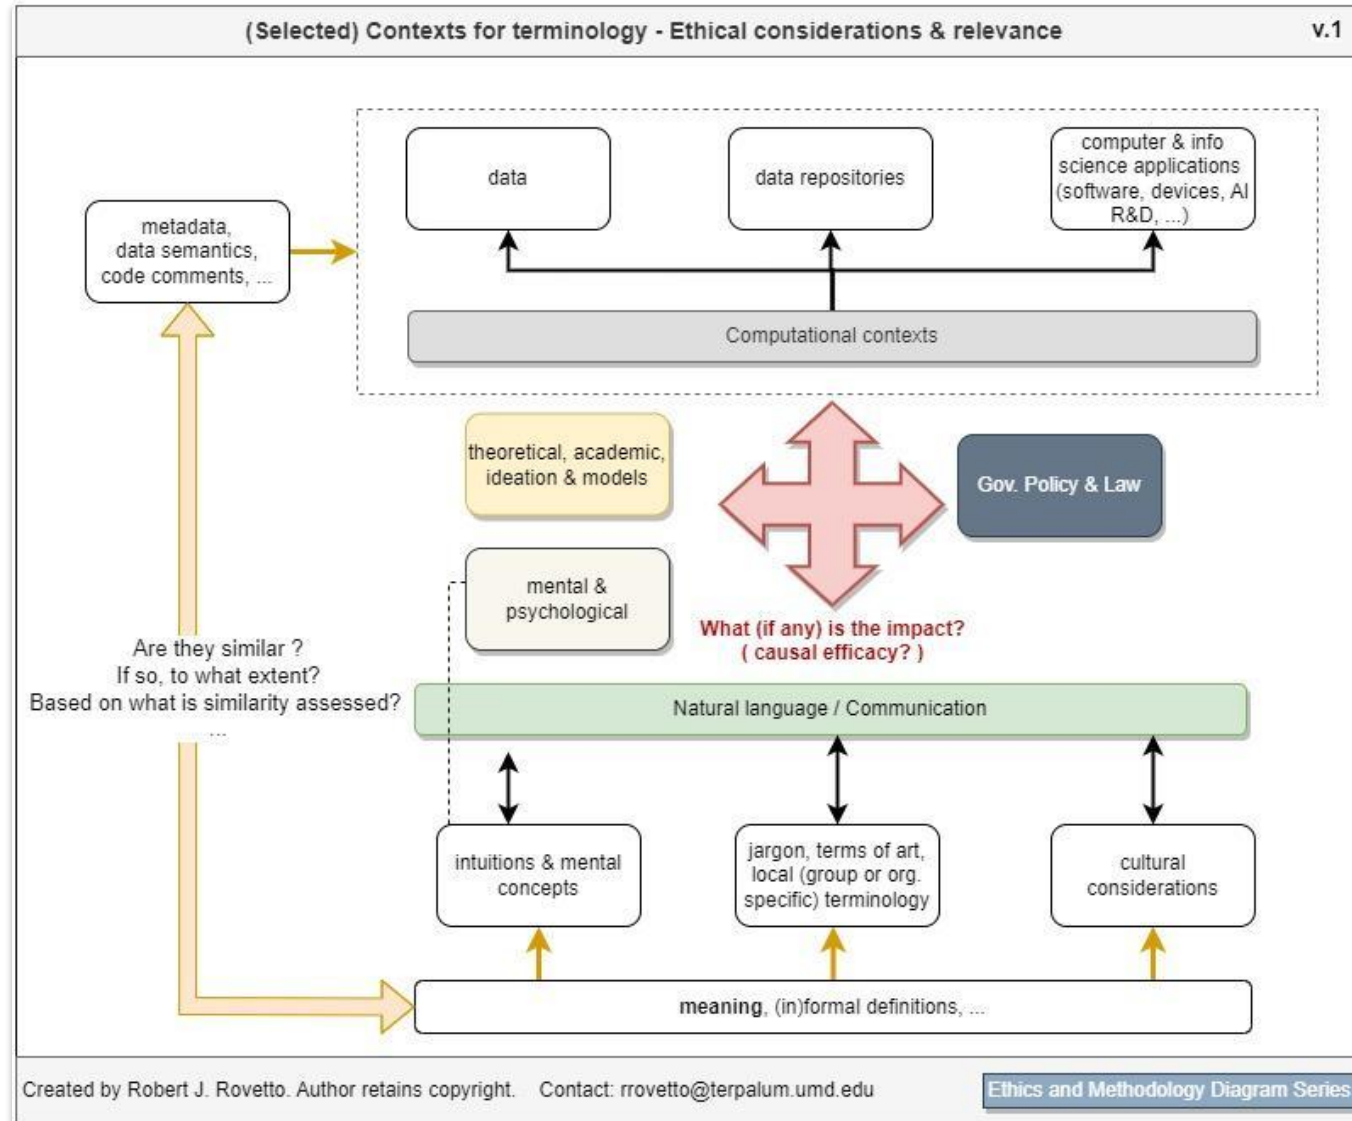 (Selected) Contexts for terminology - Ethical considerations & relevance
v.1
data
data repositories
computer & info
science applications
(software, devices, AI
R&D, ...)
metadata,
data semantics,
code comments, ...
Computational contexts
theoretical, academic,
ideation & models
Gov. Policy & Law
mental &
psychological
What (if any) is the impact?
( causal efficacy? )
Are they similar ?
If so, to what extent?
Based on what is similarity assessed?
...
Natural language / Communication
intuitions & mental
concepts
jargon, terms of art,
local (group or org.
specific) terminology
cultural
considerations
meaning, (in)formal definitions, ...
Created by Robert J. Rovetto. Author retains copyright.
Contact: rrovetto@terpalum.umd.edu
Ethics and Methodology Diagram Series